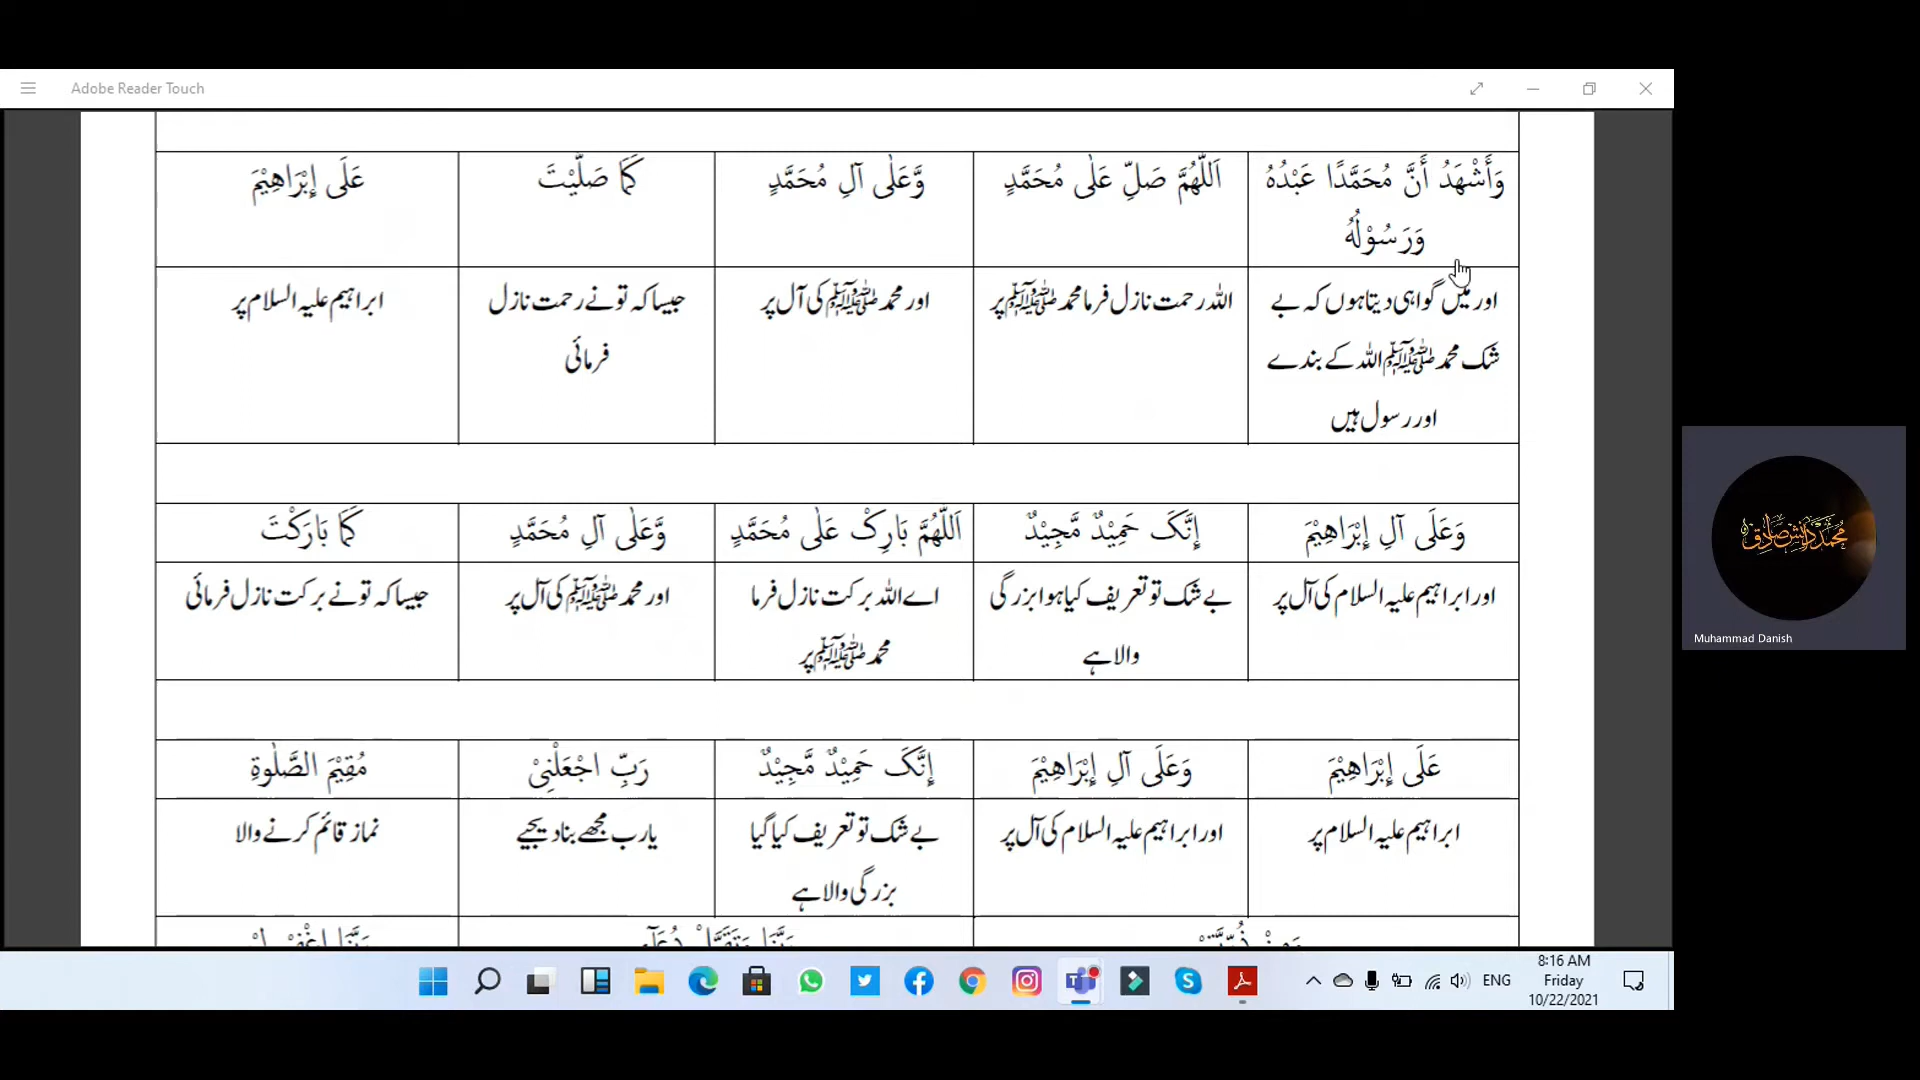 Adobe Reader Touch
وَأَشْهَدُ أَنَّ مُحَمَّدًا عَبْدُهُ
وَرَسُوْلُهُ
اَللّٰهُمَّ صَلِّ عَلٰى مُحَمَّدٍ
وَّعَلٰى آلِ مُحَمَّدٍ
كَمَا صَلَّيْتَ
عَلَى إِبْرَاهِيْمَ
اور میں گواہی دیتا ہوں کہ بے
شک محمد ﷺ اللہ کے بندے
اور رسول ہیں
اللہ رحمت نازل فرما محمد ﷺ پر
اور محمد ﷺ کی آل پر
جیسا کہ تو نے رحمت نازل
فرمائی
ابراہیم علیہ السلام پر
وَعَلَى آلِ إِبْرَاهِيْمَ
إِنَّکَ حَمِيْدٌ مَّجِيْدٌ
اَللّٰهُمَّ بَارِکْ عَلٰى مُحَمَّدٍ
وَّعَلٰى آلِ مُحَمَّدٍ
كَمَا بَارَكْتَ
اور ابراہیم علیہ السلام کی آل پر
بے شک تو تعریف کیا ہوا بزرگی
والا ہے
اے اللہ برکت نازل فرما
محمد ﷺ پر
اور محمد ﷺ کی آل پر
جیسا کہ تو نے برکت نازل فرمائی
عَلَى إِبْرَاهِيْمَ
وَعَلَى آلِ إِبْرَاهِيْمَ
إِنَّکَ حَمِيْدٌ مَّجِيْدٌ
رَبِّ اجْعَلْنِىْ
مُقِيْمَ الصَّلٰوةِ
ابراہیم علیہ السلام پر
اور ابراہیم علیہ السلام کی آل پر
بے شک تو تعریف کیا گیا
بزرگی والا ہے
یارب مجھے بنا دیجیے
نماز قائم کرنے والا
محمد دانش صادق
Muhammad Danish
ENG
8:16 AM
Friday
10/22/2021